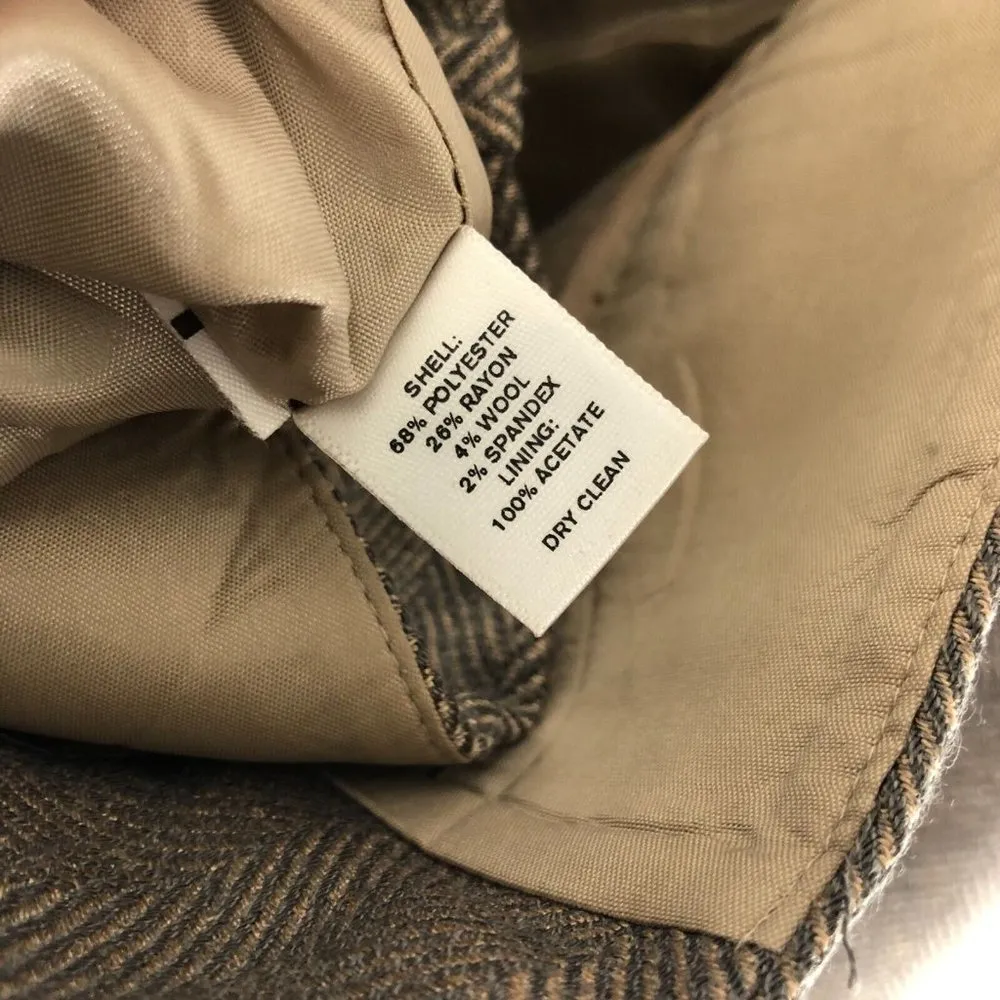 SHELL:
68% POLYESTER
26% RAYON
4% WOOL
2% SPANDEX
LINING:
100% ACETATE
DRY CLEAN